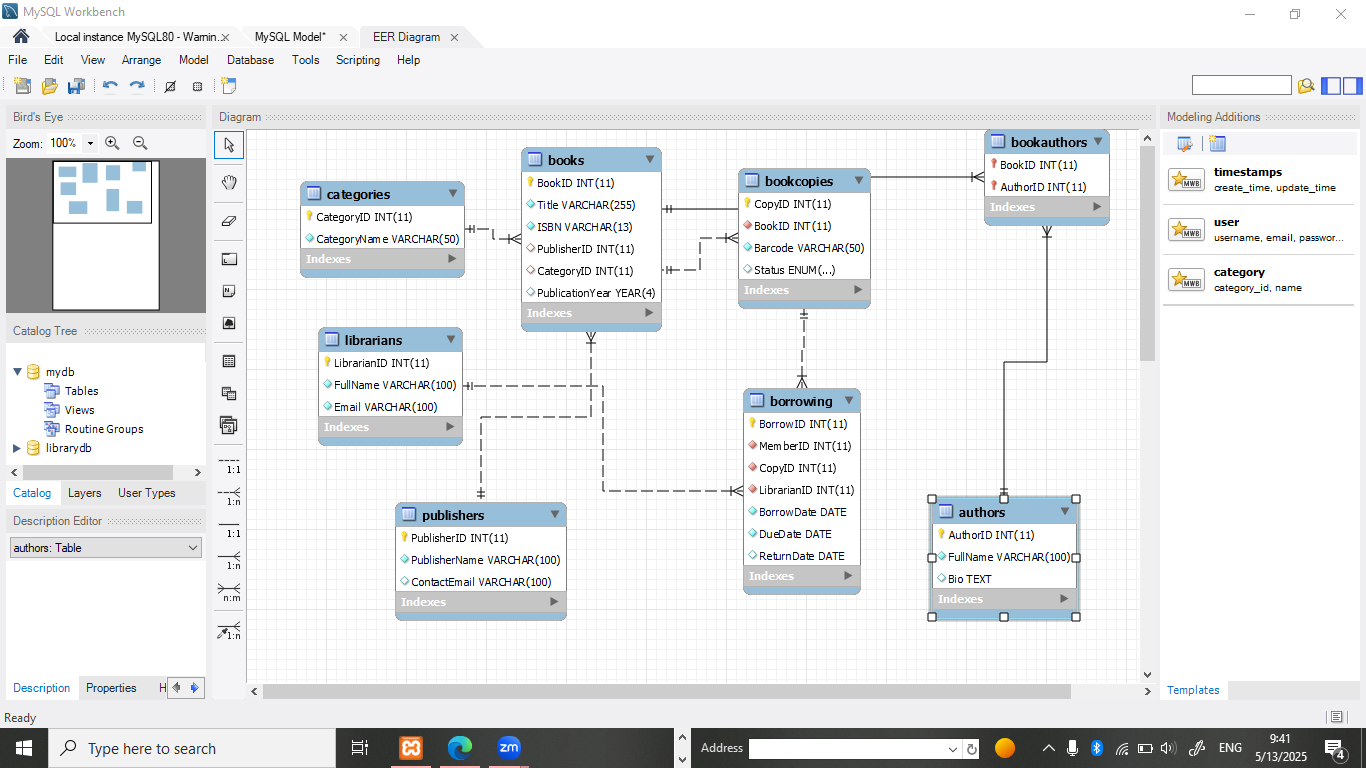 MySQL Workbench
Local instance MySQL80 - Warnin...
MySQL Model*
EER Diagram
File Edit View Arrange Model Database Tools Scripting Help
Bird's Eye
Zoom: 100%
Diagram
Modeling Additions
timestamps
create_time, update_time
user
username, email, passwor...
category
category_id, name
Templates
categories
CategoryID INT(11)
CategoryName VARCHAR(50)
Indexes
books
BookID INT(11)
Title VARCHAR(255)
ISBN VARCHAR(13)
PublisherID INT(11)
CategoryID INT(11)
PublicationYear YEAR(4)
Indexes
bookcopies
CopyID INT(11)
BookID INT(11)
Barcode VARCHAR(50)
Status ENUM(...)
Indexes
bookauthors
BookID INT(11)
AuthorID INT(11)
Indexes
librarians
LibrarianID INT(11)
FullName VARCHAR(100)
Email VARCHAR(100)
Indexes
publishers
PublisherID INT(11)
PublisherName VARCHAR(100)
ContactEmail VARCHAR(100)
Indexes
borrowing
BorrowID INT(11)
MemberID INT(11)
CopyID INT(11)
LibrarianID INT(11)
BorrowDate DATE
DueDate DATE
ReturnDate DATE
Indexes
authors
AuthorID INT(11)
FullName VARCHAR(100)
Bio TEXT
Indexes
Catalog Tree
mydb
Tables
Views
Routine Groups
librarydb
Catalog Layers User Types
Description Editor
authors: Table
Description Properties H
1:1
1:n
1:1
1:n
n:m
1:n
MWB
MWB
MWB
Ready
Type here to search
zm
Address
ENG
9:41
5/13/2025
4